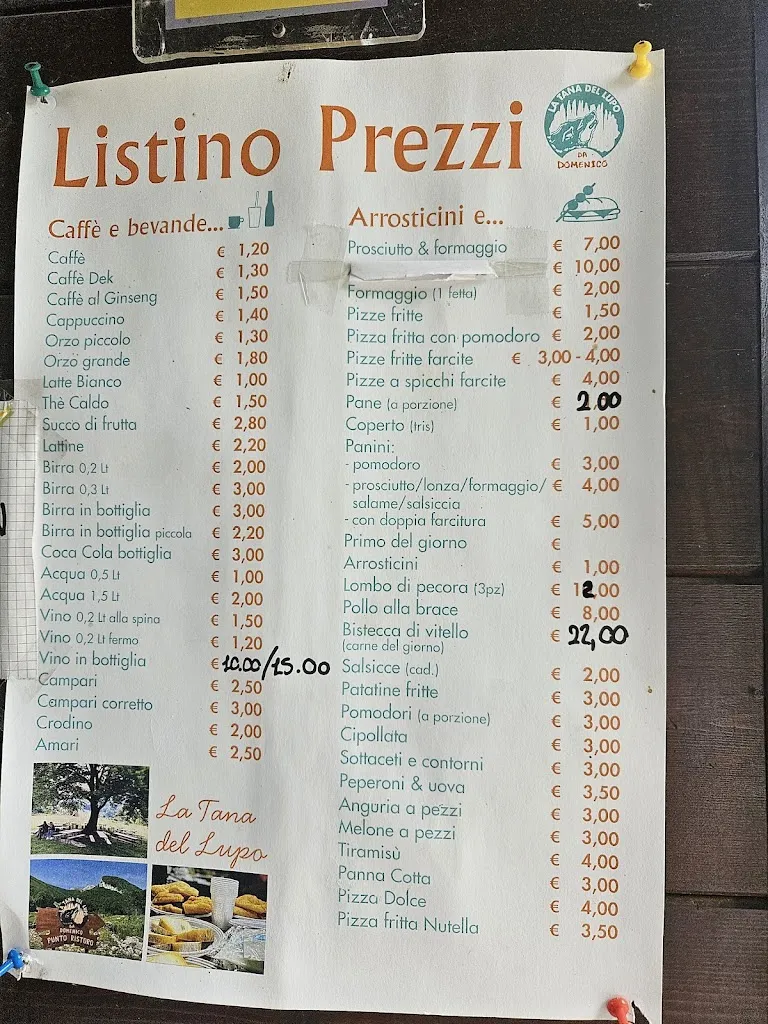 Listino Prezzi
LA TANA DEL LUPO
DA
DOMENICO
Caffè e bevande...
Caffè € 1,20
Caffè Dek € 1,30
Caffè al Ginseng € 1,50
Cappuccino € 1,40
Orzo piccolo € 1,30
Orzo grande € 1,80
Latte Bianco € 1,00
Thè Caldo € 1,50
Succo di frutta € 2,80
Lattine € 2,20
Birra 0,2 Lt € 2,00
Birra 0,3 Lt € 3,00
Birra in bottiglia € 3,00
Birra in bottiglia piccola € 2,20
Coca Cola bottiglia € 3,00
Acqua 0,5 Lt € 1,00
Acqua 1,5 Lt € 2,00
Vino 0,2 Lt alla spina € 1,50
Vino 0,2 Lt fermo € 1,20
Vino in bottiglia € 10.00/15.00
Campari € 2,50
Campari corretto € 3,00
Crodino € 2,00
Amari € 2,50
Arrosticini e...
Prosciutto & formaggio € 7,00
€ 10,00
Formaggio (1 fetta) € 2,00
Pizze fritte € 1,50
Pizza fritta con pomodoro € 2,00
Pizze fritte farcite € 3,00 - 4,00
Pizze a spicchi farcite € 4,00
Pane (a porzione) € 2.00
Coperto (tris) € 1,00
Panini:
- pomodoro € 3,00
- prosciutto/lonza/formaggio/ € 4,00
salame/salsiccia
- con doppia farcitura € 5,00
Primo del giorno €
Arrosticini € 1,00
Lombo di pecora (3pz) € 12,00
Pollo alla brace € 8,00
Bistecca di vitello € 22,00
(carne del giorno)
Salsicce (cad.) € 2,00
Patatine fritte € 3,00
Pomodori (a porzione) € 3,00
Cipollata € 3,00
Sottaceti e contorni € 3,00
Peperoni & uova € 3,50
Anguria a pezzi € 3,00
Melone a pezzi € 3,00
Tiramisù € 4,00
Panna Cotta € 3,00
Pizza Dolce € 4,00
Pizza fritta Nutella € 3,50
La Tana
del Lupo
DOMENICO
PUNTO RISTORO